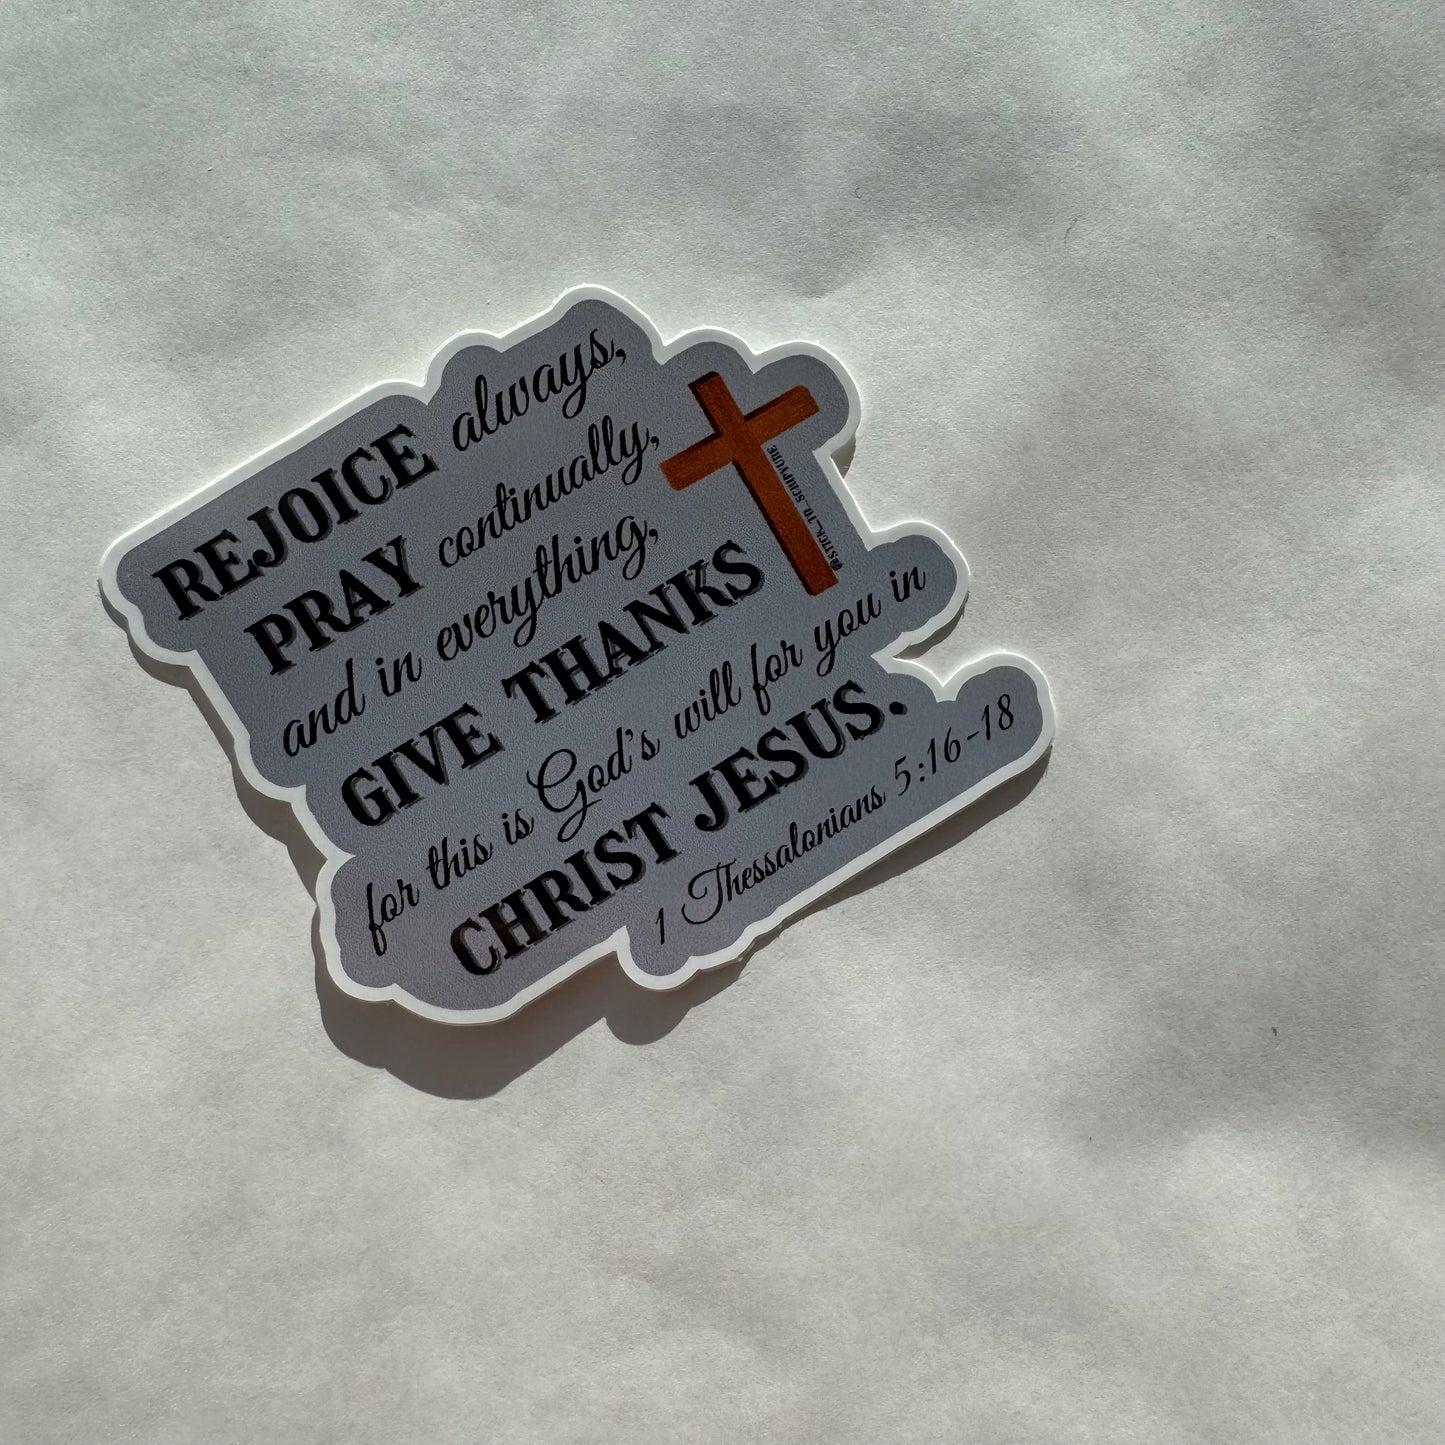 REJOICE always,
PRAY continually,
and in everything,
GIVE THANKS
for this is God's will for you in
CHRIST JESUS.
1 Thessalonians 5:16-18
@STICK_TO_SCRIPTURE